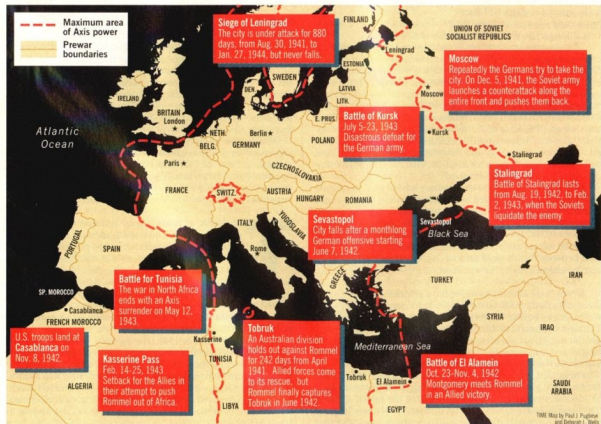 Maximum area
of Axis power
Prewar
boundaries
Siege of Leningrad
The city is under attack for 880
days, from Aug. 30, 1941, to
Jan. 27, 1944, but never falls.
FINLAND
UNION OF SOVIET
SOCIALIST REPUBLICS
Leningrad
Moscow
Repeatedly the Germans try to take the
city. On Dec. 5, 1941, the Soviet army
launches a counterattack along the
entire front and pushes them back.
SWEDEN
ESTONIA
LATVIA
LITH.
DEN.
Moscow
IRELAND
BRITAIN
London
E. PRUS.
Battle of Kursk
July 5-23, 1943
Disastrous defeat for
the German army.
Kursk
Atlantic
Ocean
NETH.
BELG.
Berlin
GERMANY
POLAND
Stalingrad
Paris
CZECHOSLOVAKIA
Stalingrad
Battle of Stalingrad lasts
from Aug. 19, 1942, to Feb.
2, 1943, when the Soviets
liquidate the enemy.
FRANCE
SWITZ.
AUSTRIA
HUNGARY
ROMANIA
Sevastopol
City falls after a monthlong
German offensive starting
June 7, 1942.
Sevastopol
Black Sea
ITALY
YUGOSLAVIA
Rome
PORTUGAL
SPAIN
GREECE
TURKEY
IRAN
Battle for Tunisia
The war in North Africa
ends with an Axis
surrender on May 12,
1943.
SP. MOROCCO
Casablanca
FRENCH MOROCCO
SYRIA
IRAQ
U.S. troops land at
Casablanca on
Nov. 8, 1942.
Kasserine
TUNISIA
Tobruk
An Australian division
holds out against Rommel
for 242 days from April
1941. Allied forces come
to its rescue, but
Rommel finally captures
Tobruk in June 1942.
Mediterranean Sea
Kasserine Pass
Feb. 14-25, 1943
Setback for the Allies in
their attempt to push
Rommel out of Africa.
Battle of El Alamein
Oct. 23-Nov. 4, 1942
Montgomery meets Rommel
in an Allied victory.
Tobruk
El Alamein
ALGERIA
LIBYA
EGYPT
SAUDI
ARABIA
TIME Map by Paul J. Pugliese
and Deborah L. Wells